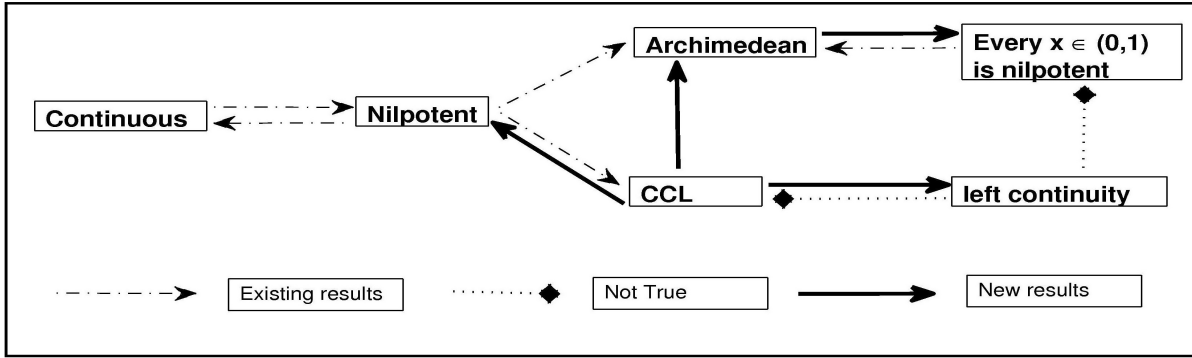 Archimedean
Every x ∈ (0,1)
is nilpotent
Continuous
Nilpotent
CCL
left continuity
Existing results
Not True
New results